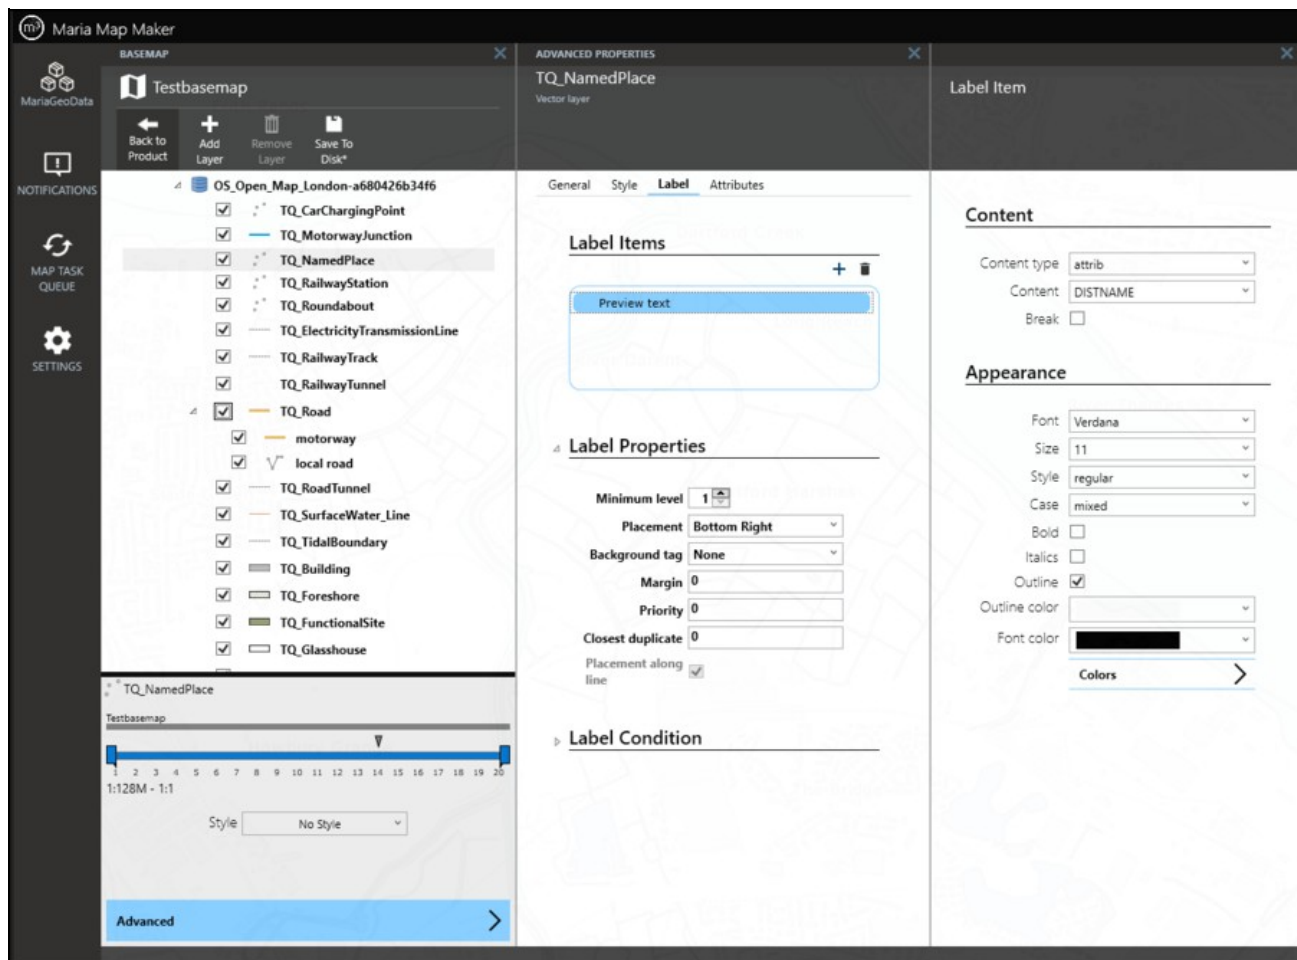 m³ Maria Map Maker
MariaGeoData
NOTIFICATIONS
MAP TASK
QUEUE
SETTINGS
BASEMAP
Testbasemap
Back to
Product
Add
Layer
Remove
Layer
Save To
Disk*
OS_Open_Map_London-a680426b34f6
TQ_CarChargingPoint
TQ_MotorwayJunction
TQ_NamedPlace
TQ_RailwayStation
TQ_Roundabout
TQ_ElectricityTransmissionLine
TQ_RailwayTrack
TQ_RailwayTunnel
TQ_Road
motorway
local road
TQ_RoadTunnel
TQ_SurfaceWater_Line
TQ_TidalBoundary
TQ_Building
TQ_Foreshore
TQ_FunctionalSite
TQ_Glasshouse
TQ_NamedPlace
Testbasemap
1 2 3 4 5 6 7 8 9 10 11 12 13 14 15 16 17 18 19 20
1:128M - 1:1
Style No Style
Advanced
ADVANCED PROPERTIES
TQ_NamedPlace
Vector layer
General Style Label Attributes
Label Items
Preview text
Label Properties
Minimum level 1
Placement Bottom Right
Background tag None
Margin 0
Priority 0
Closest duplicate 0
Placement along
line
Label Condition
Label Item
Content
Content type attrib
Content DISTNAME
Break
Appearance
Font Verdana
Size 11
Style regular
Case mixed
Bold
Italics
Outline
Outline color
Font color
Colors